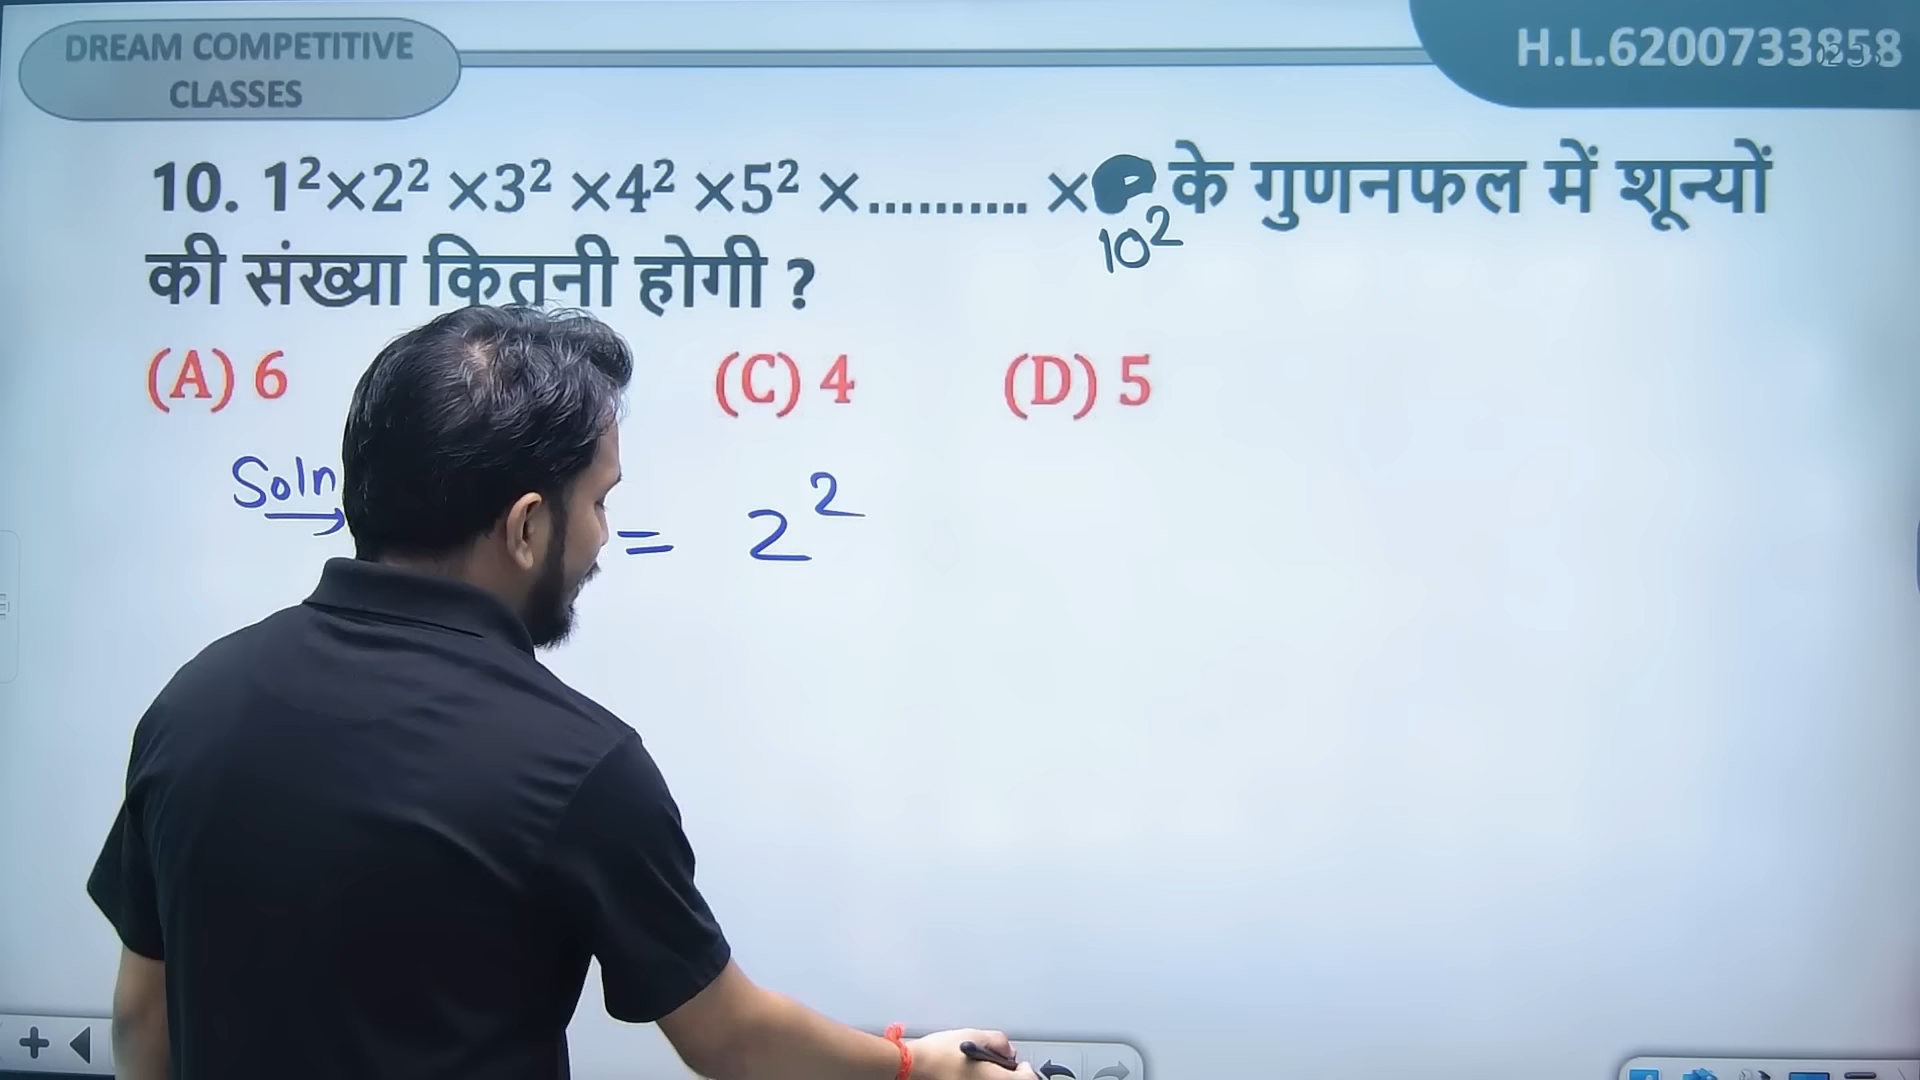 DREAM COMPETITIVE
CLASSES
H.L.6200733858
10. 1²×2² ×3² ×4² ×5² ×.......... × के गुणनफल में शून्यों
10²
की संख्या कितनी होगी ?
(A) 6 (C) 4 (D) 5
Soln
= 2²